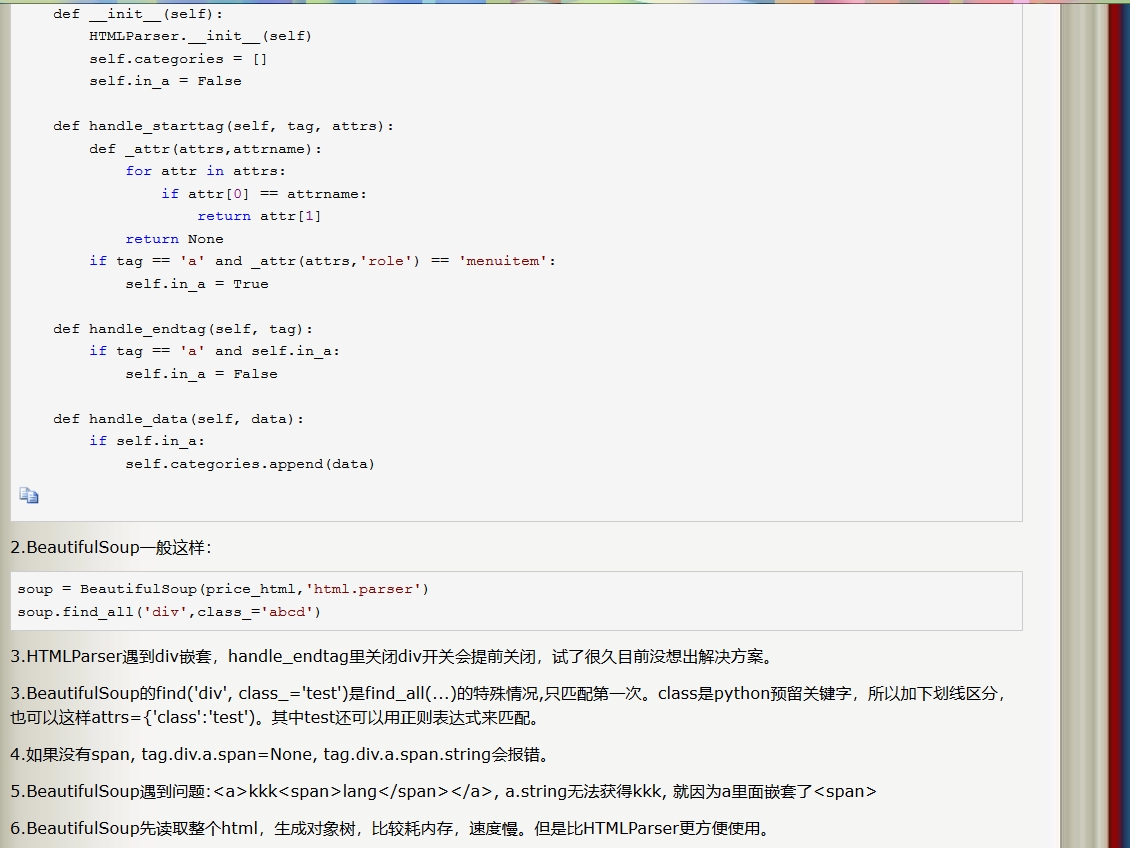 def __init__(self):
HTMLParser.__init__(self)
self.categories = []
self.in_a = False
def handle_starttag(self, tag, attrs):
def _attr(attrs,attrname):
for attr in attrs:
if attr[0] == attrname:
return attr[1]
return None
if tag == 'a' and _attr(attrs,'role') == 'menuitem':
self.in_a = True
def handle_endtag(self, tag):
if tag == 'a' and self.in_a:
self.in_a = False
def handle_data(self, data):
if self.in_a:
self.categories.append(data)
2.BeautifulSoup一般这样：
soup = BeautifulSoup(price_html,'html.parser')
soup.find_all('div',class_='abcd')
3.HTMLParser遇到div嵌套，handle_endtag里关闭div开关会提前关闭，试了很久目前没想出解决方案。
3.BeautifulSoup的find('div', class_='test')是find_all(...)的特殊情况,只匹配第一次。class是python预留关键字，所以加下划线区分，
也可以这样attrs={'class':'test')。其中test还可以用正则表达式来匹配。
4.如果没有span, tag.div.a.span=None, tag.div.a.span.string会报错。
5.BeautifulSoup遇到问题:<a>kkk<span>lang</span></a>, a.string无法获得kkk, 就因为a里面嵌套了<span>
6.BeautifulSoup先读取整个html，生成对象树，比较耗内存，速度慢。但是比HTMLParser更方便使用。